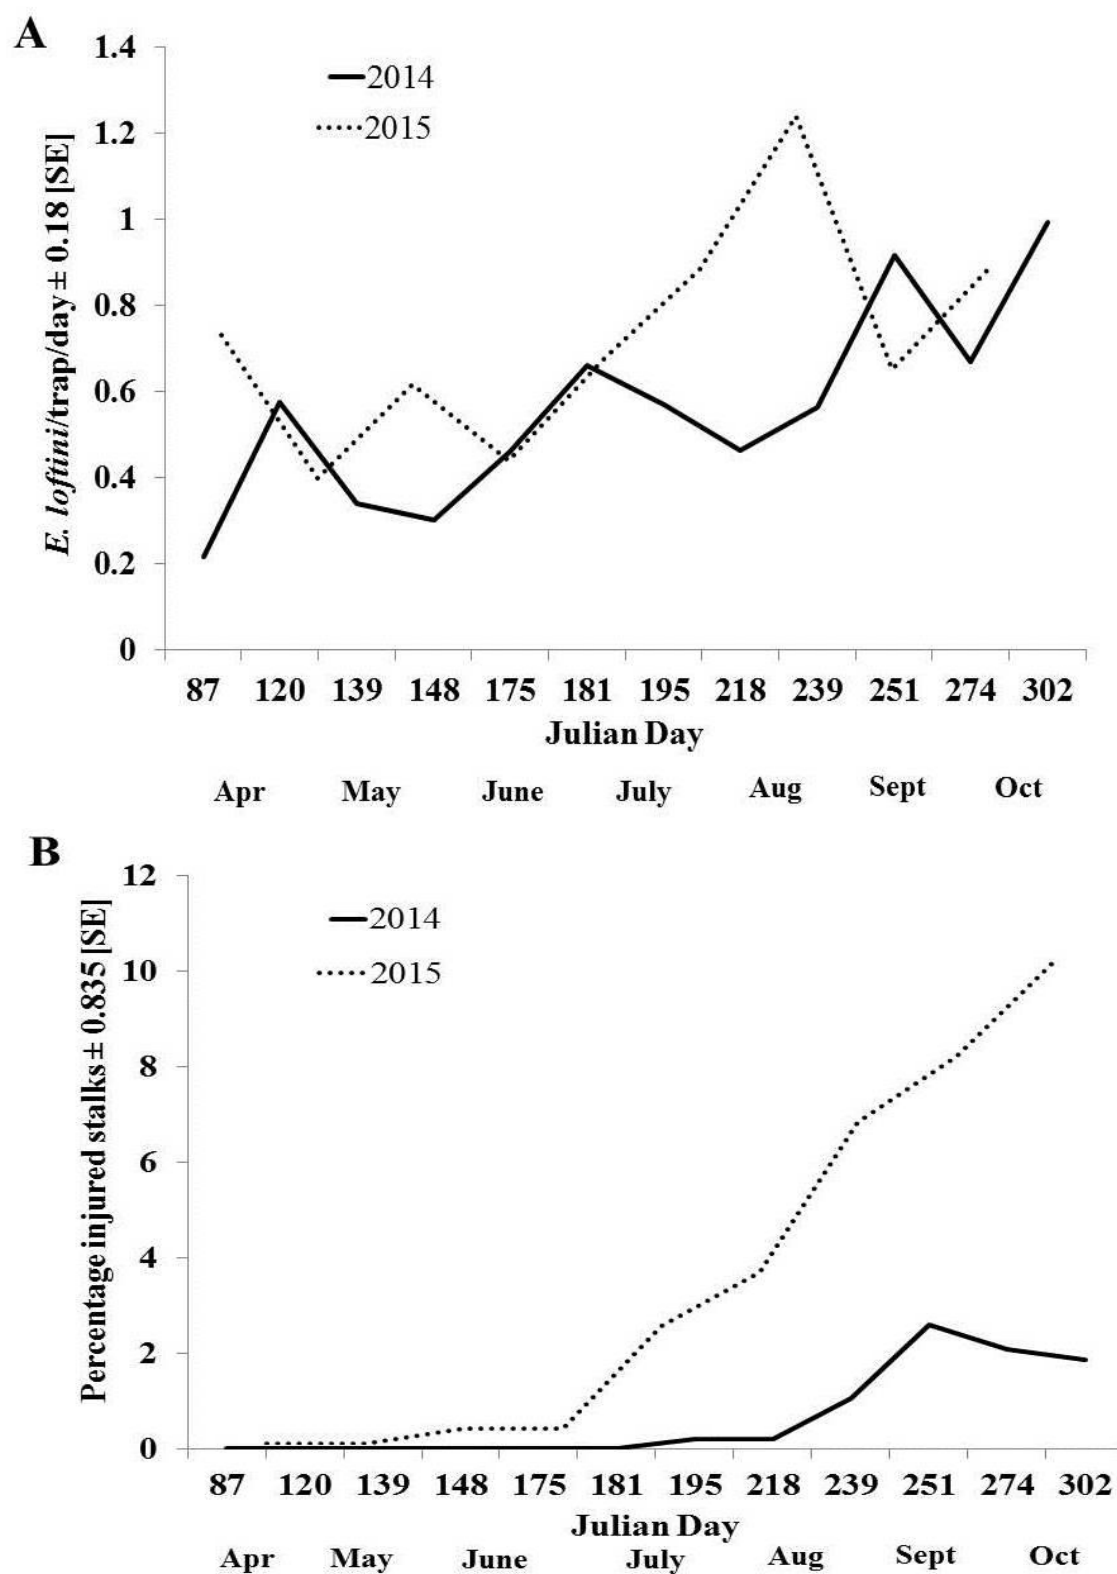 A
1.4
1.2
1
0.8
0.6
0.4
0.2
0
E. loftini/trap/day ± 0.18 [SE]
2014
2015
87 120 139 148 175 181 195 218 239 251 274 302
Julian Day
Apr May June July Aug Sept Oct
B
12
10
8
6
4
2
0
Percentage injured stalks ± 0.835 [SE]
2014
2015
87 120 139 148 175 181 195 218 239 251 274 302
Julian Day
Apr May June July Aug Sept Oct